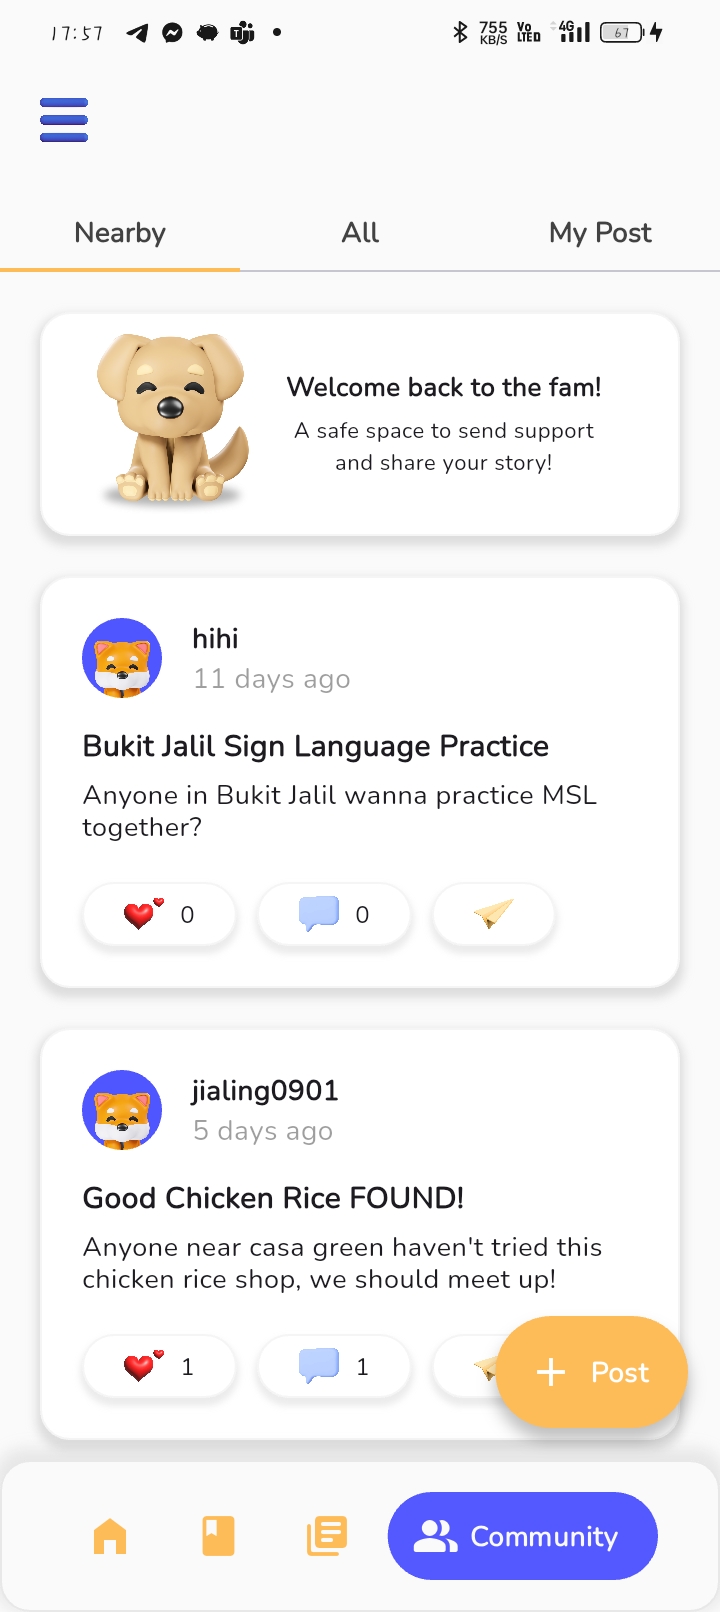 17:57
755 KB/S Vo LTED 4G 67
Nearby All My Post
Welcome back to the fam!
A safe space to send support
and share your story!
hihi
11 days ago
Bukit Jalil Sign Language Practice
Anyone in Bukit Jalil wanna practice MSL
together?
0 0
jialing0901
5 days ago
Good Chicken Rice FOUND!
Anyone near casa green haven't tried this
chicken rice shop, we should meet up!
1 1
Post
Community